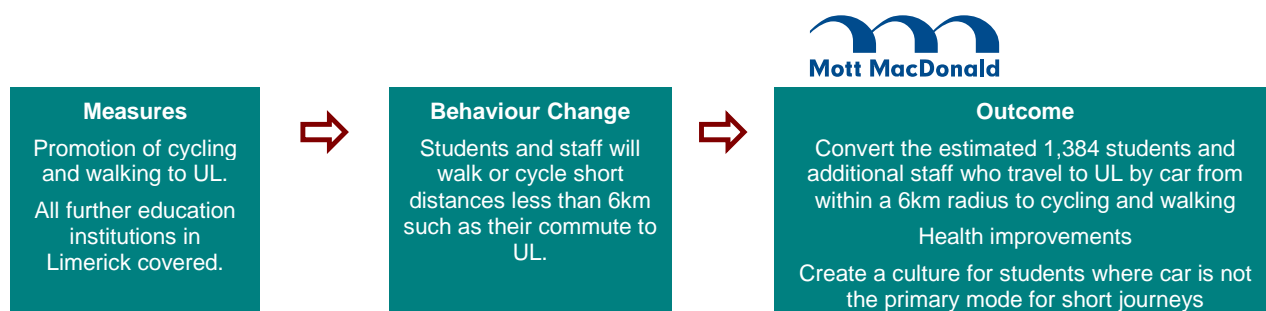 Mott MacDonald
Measures
Promotion of cycling
and walking to UL.
All further education
institutions in
Limerick covered.
Behaviour Change
Students and staff will
walk or cycle short
distances less than 6km
such as their commute to
UL.
Outcome
Convert the estimated 1,384 students and
additional staff who travel to UL by car from
within a 6km radius to cycling and walking
Health improvements
Create a culture for students where car is not
the primary mode for short journeys